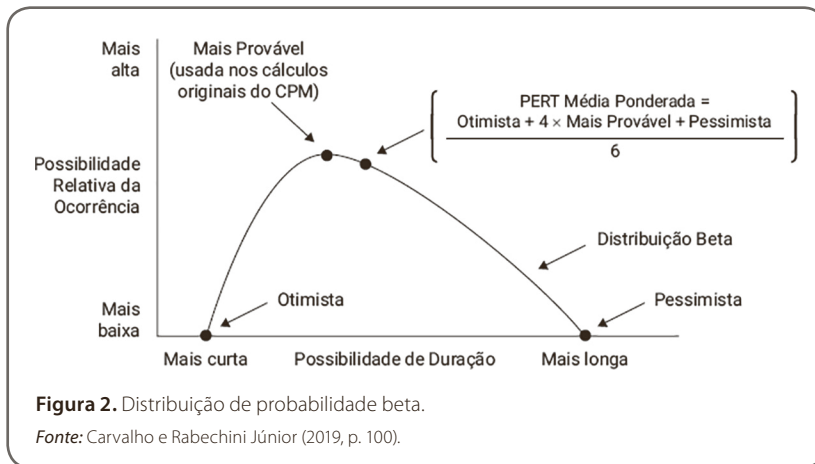 Mais
alta
Mais Provável
(usada nos cálculos
originais do CPM)
PERT Média Ponderada =
Otimista + 4 × Mais Provável + Pessimista
6
Possibilidade
Relativa da
Ocorrência
Distribuição Beta
Otimista
Pessimista
Mais
baixa
Mais curta
Possibilidade de Duração
Mais longa
Figura 2. Distribuição de probabilidade beta.
Fonte: Carvalho e Rabechini Júnior (2019, p. 100).